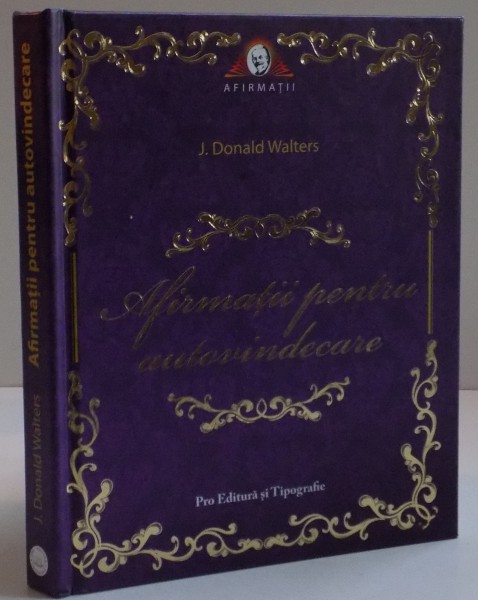 AFIRMAȚII
J. Donald Walters
Afirmații pentru
autovindecare
Pro Editură și Tipografie
J. Donald Walters Afirmații pentru autovindecare